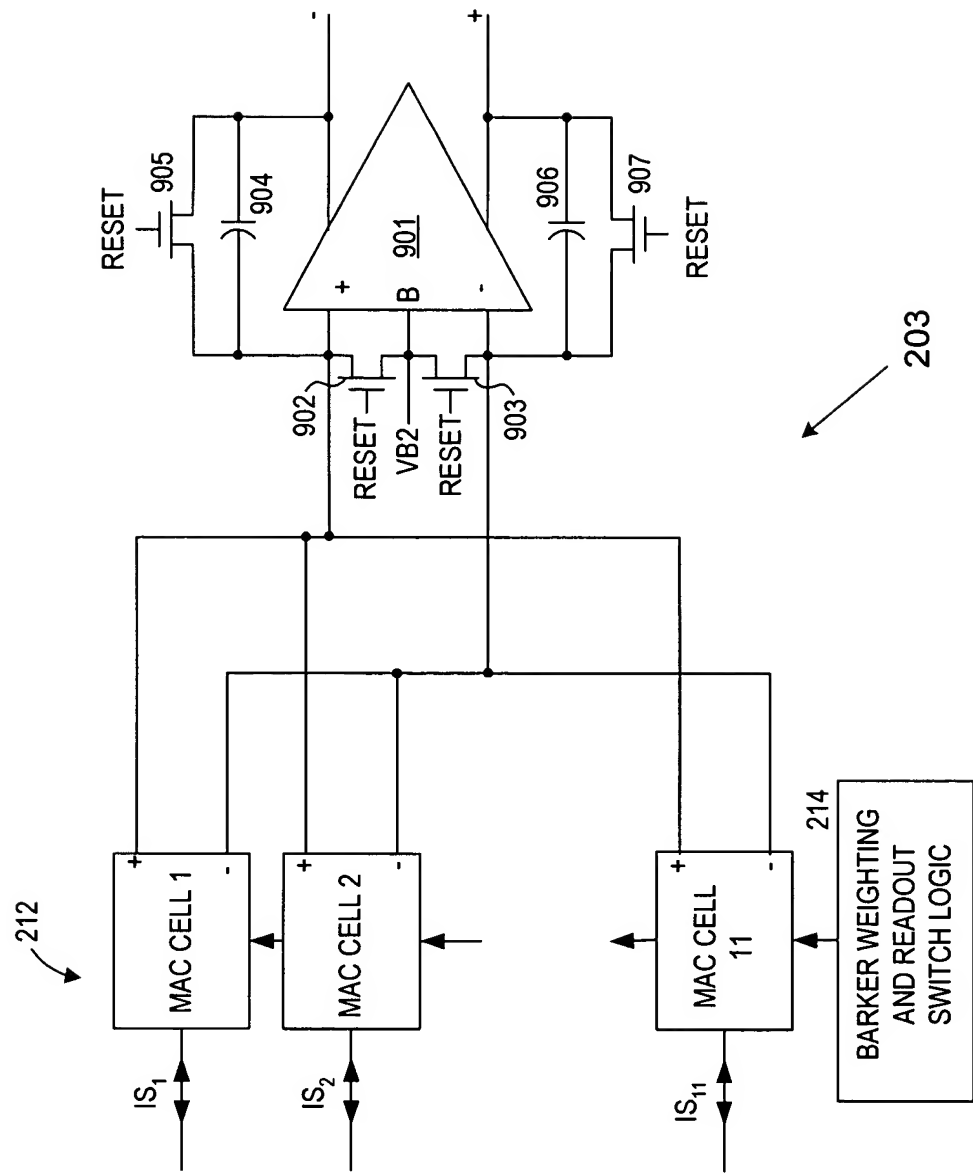 212
IS1
MAC CELL 1
+
-
IS2
MAC CELL 2
+
-
IS11
MAC CELL
11
+
-
214
BARKER WEIGHTING
AND READOUT
SWITCH LOGIC
RESET
905
904
-
+
+
B
-
901
902
RESET
VB2
RESET
903
906
907
RESET
203